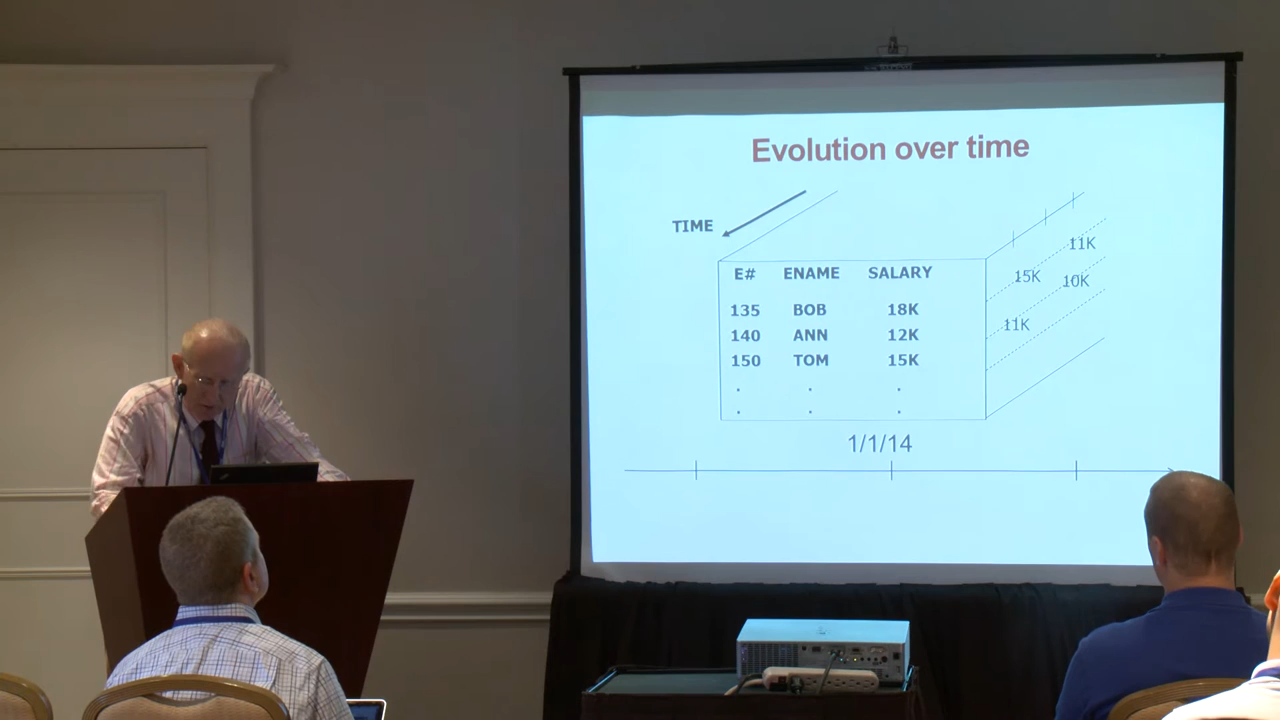 Evolution over time
TIME
E# ENAME SALARY
135 BOB 18K
140 ANN 12K
150 TOM 15K
. . .
. . .
11K
15K 10K
11K
1/1/14